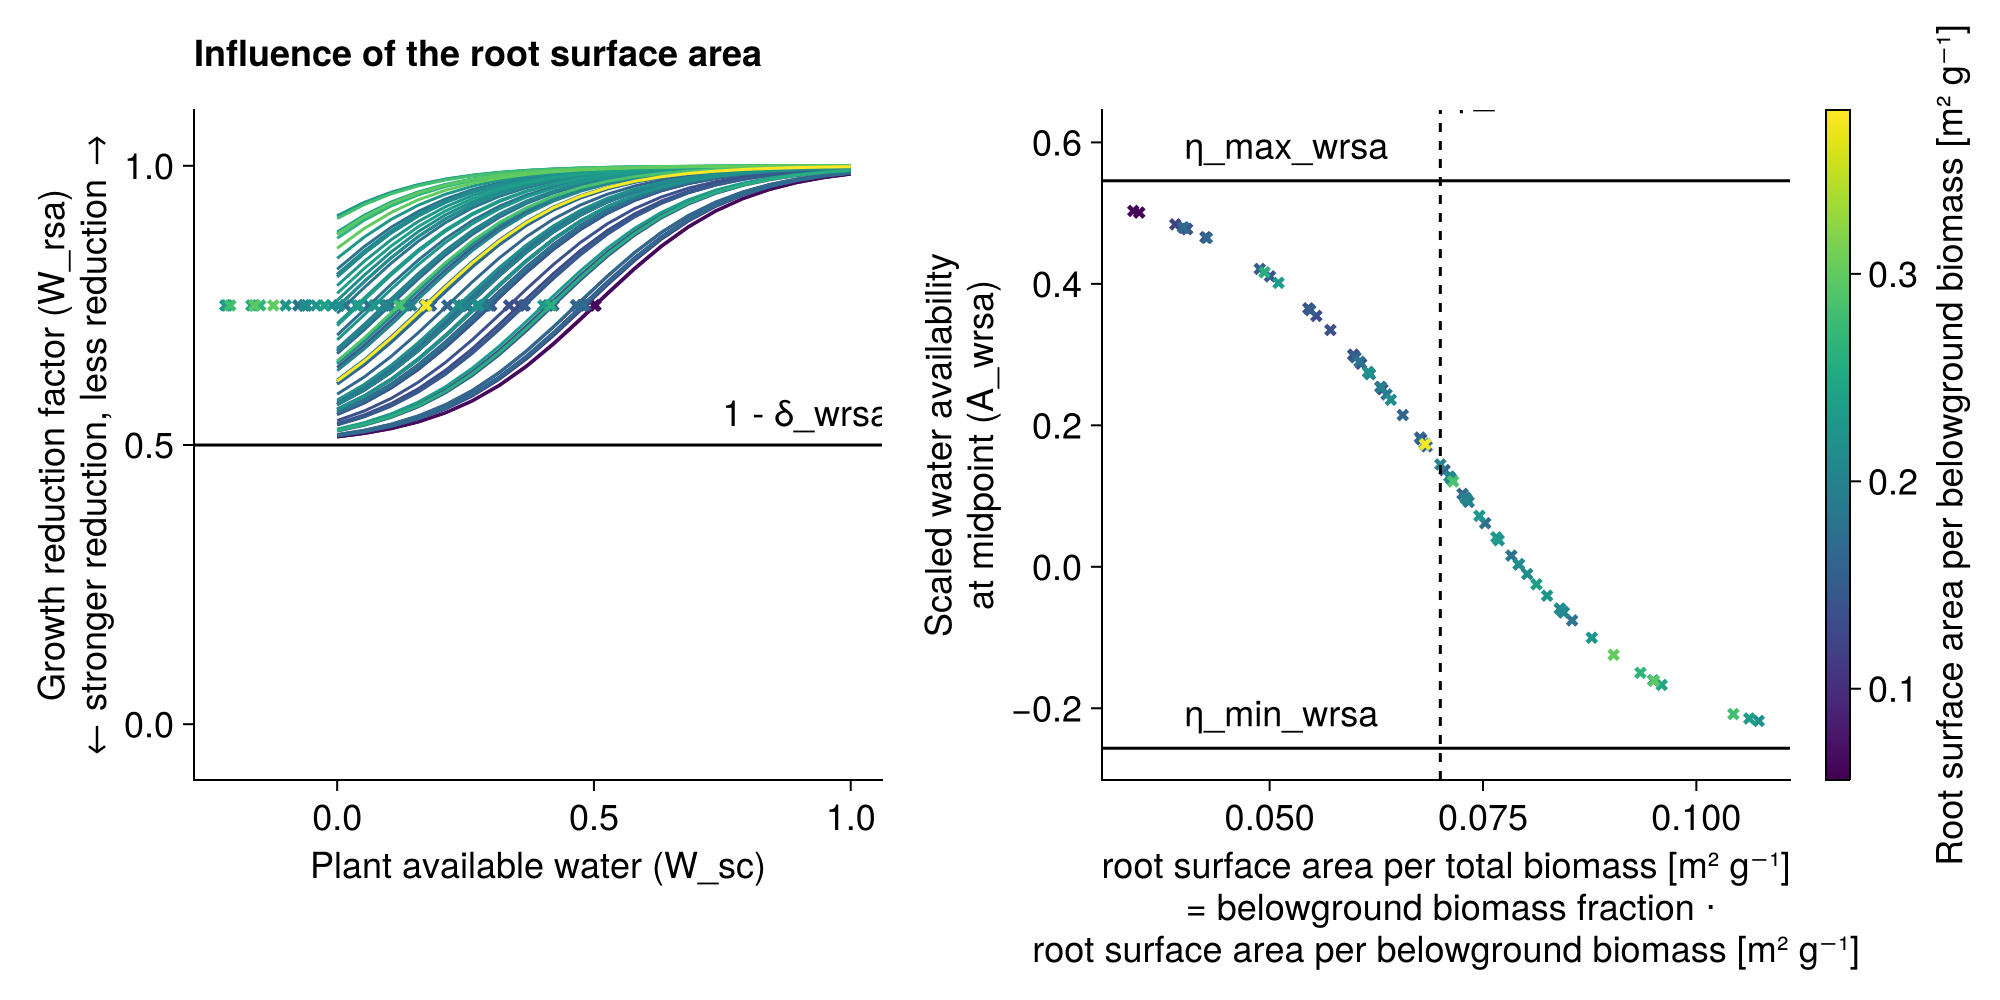 Influence of the root surface area
Growth reduction factor (W_rsa)
← stronger reduction, less reduction →
1.0
0.5
0.0
1 - δ_wrsa
0.0
0.5
1.0
Plant available water (W_sc)
Scaled water availability
at midpoint (A_wrsa)
0.6
0.4
0.2
0.0
−0.2
η_max_wrsa
η_min_wrsa
0.050
0.075
0.100
root surface area per total biomass [m² g⁻¹]
= belowground biomass fraction ·
root surface area per belowground biomass [m² g⁻¹]
0.3
0.2
0.1
Root surface area per belowground biomass [m² g⁻¹]